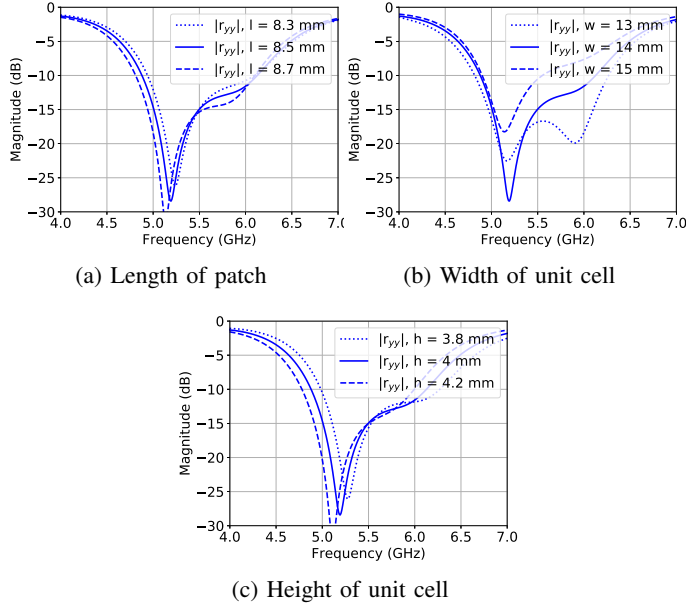 0
−5
−10
−15
−20
−25
−30
Magnitude (dB)
|r_yy|, l = 8.3 mm
|r_yy|, l = 8.5 mm
|r_yy|, l = 8.7 mm
4.0 4.5 5.0 5.5 6.0 6.5 7.0
Frequency (GHz)
(a) Length of patch
0
−5
−10
−15
−20
−25
−30
Magnitude (dB)
|r_yy|, w = 13 mm
|r_yy|, w = 14 mm
|r_yy|, w = 15 mm
4.0 4.5 5.0 5.5 6.0 6.5 7.0
Frequency (GHz)
(b) Width of unit cell
0
−5
−10
−15
−20
−25
−30
Magnitude (dB)
|r_yy|, h = 3.8 mm
|r_yy|, h = 4 mm
|r_yy|, h = 4.2 mm
4.0 4.5 5.0 5.5 6.0 6.5 7.0
Frequency (GHz)
(c) Height of unit cell